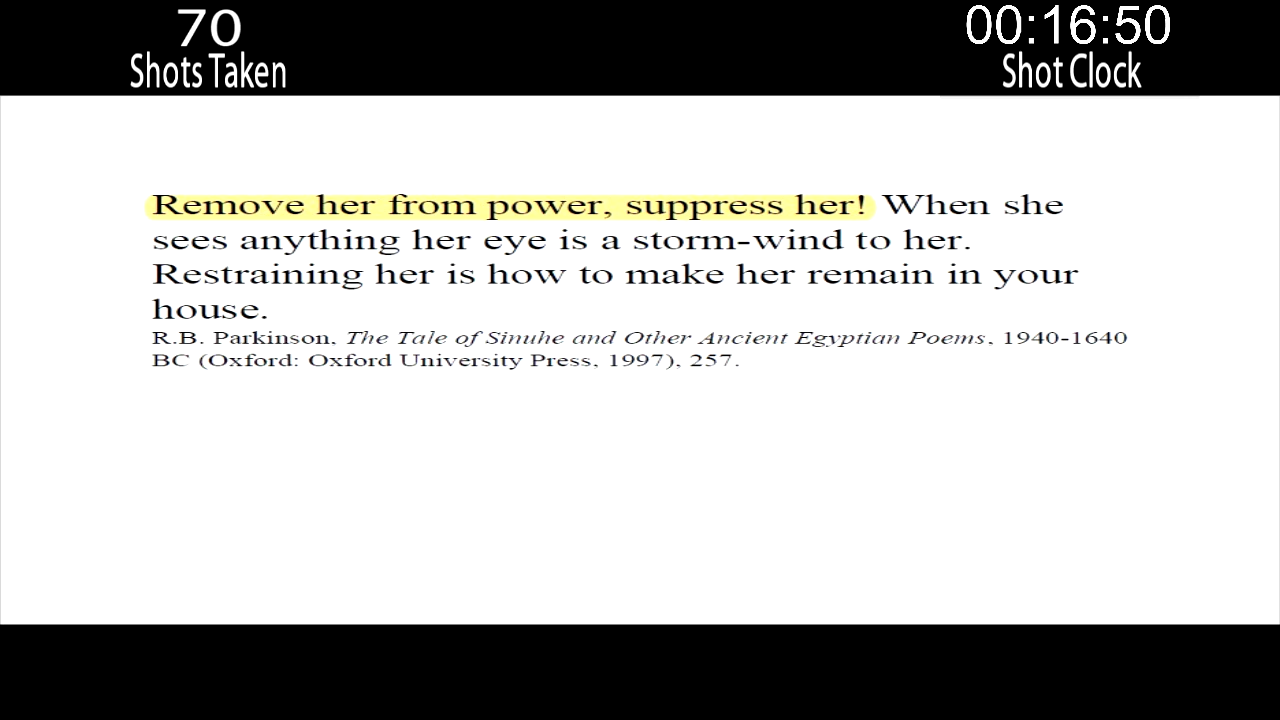 70
Shots Taken
00:16:50
Shot Clock
Remove her from power, suppress her! When she
sees anything her eye is a storm-wind to her.
Restraining her is how to make her remain in your
house.
R.B. Parkinson, The Tale of Sinuhe and Other Ancient Egyptian Poems, 1940-1640
BC (Oxford: Oxford University Press, 1997), 257.